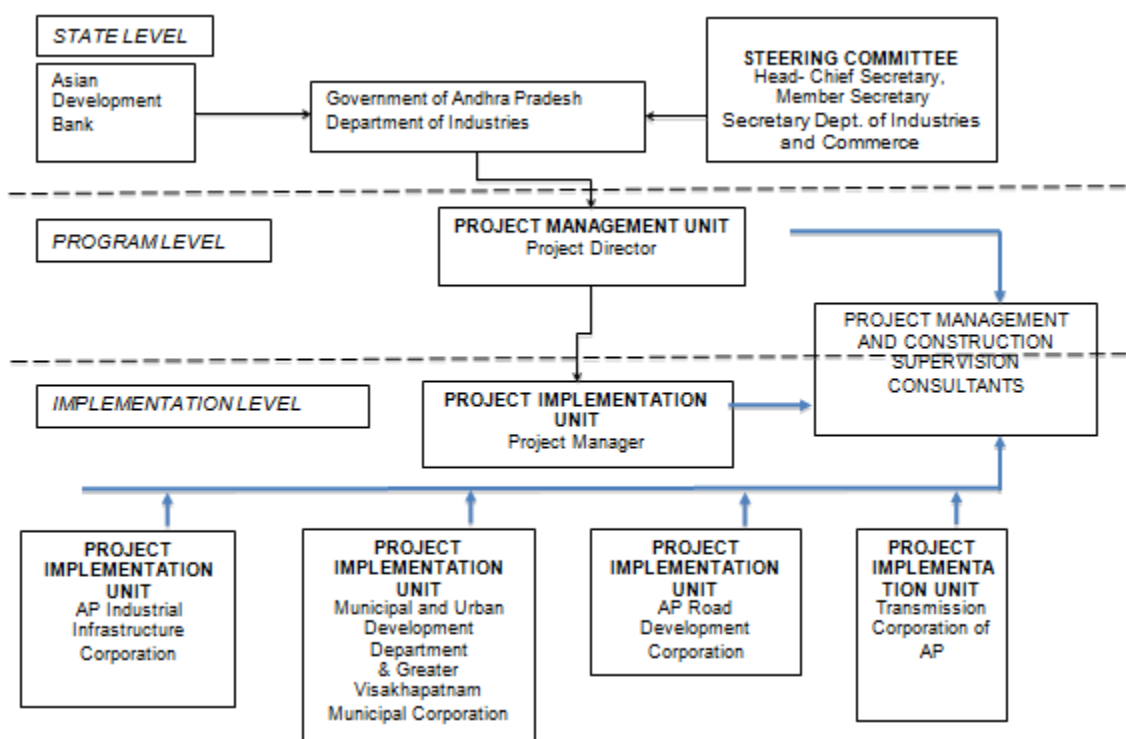 STATE LEVEL
Asian
Development
Bank
Government of Andhra Pradesh
Department of Industries
STEERING COMMITTEE
Head- Chief Secretary,
Member Secretary
Secretary Dept. of Industries
and Commerce
PROGRAM LEVEL
PROJECT MANAGEMENT UNIT
Project Director
PROJECT MANAGEMENT
AND CONSTRUCTION
SUPERVISION
CONSULTANTS
IMPLEMENTATION LEVEL
PROJECT IMPLEMENTATION
UNIT
Project Manager
PROJECT
IMPLEMENTATION
UNIT
AP Industrial
Infrastructure
Corporation
PROJECT
IMPLEMENTATION
UNIT
Municipal and Urban
Development
Department
& Greater
Visakhapatnam
Municipal Corporation
PROJECT
IMPLEMENTATION
UNIT
AP Road
Development
Corporation
PROJECT
IMPLEMENTA
TION UNIT
Transmission
Corporation of
AP